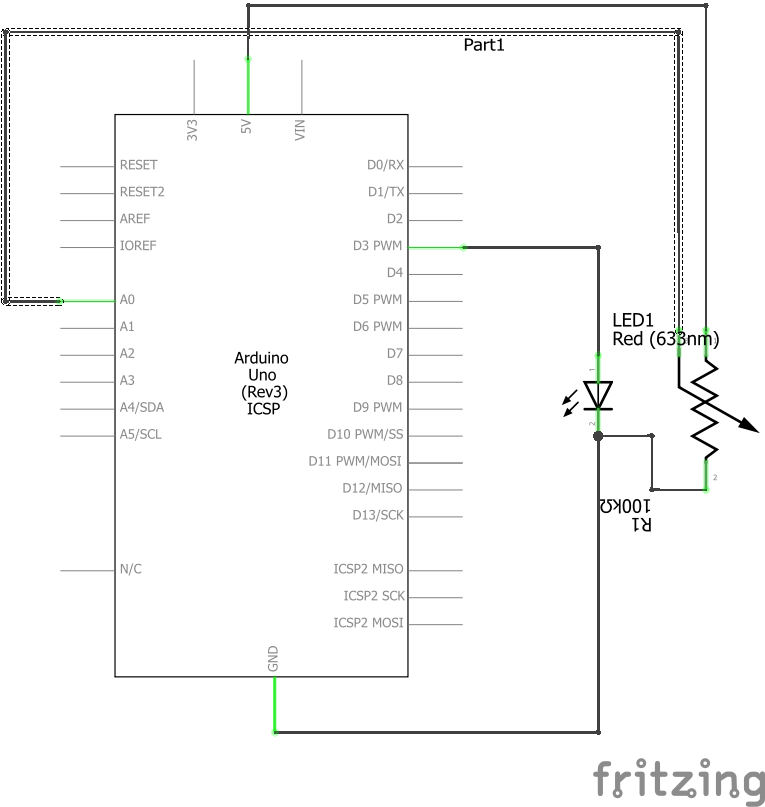 Part1
3V3
5V
VIN
RESET
RESET2
AREF
IOREF
A0
A1
A2
A3
A4/SDA
A5/SCL
N/C
Arduino
Uno
(Rev3)
ICSP
D0/RX
D1/TX
D2
D3 PWM
D4
D5 PWM
D6 PWM
D7
D8
D9 PWM
D10 PWM/SS
D11 PWM/MOSI
D12/MISO
D13/SCK
ICSP2 MISO
ICSP2 SCK
ICSP2 MOSI
GND
LED1
Red (633nm)
1
2
2
R1
100kΩ
fritzing